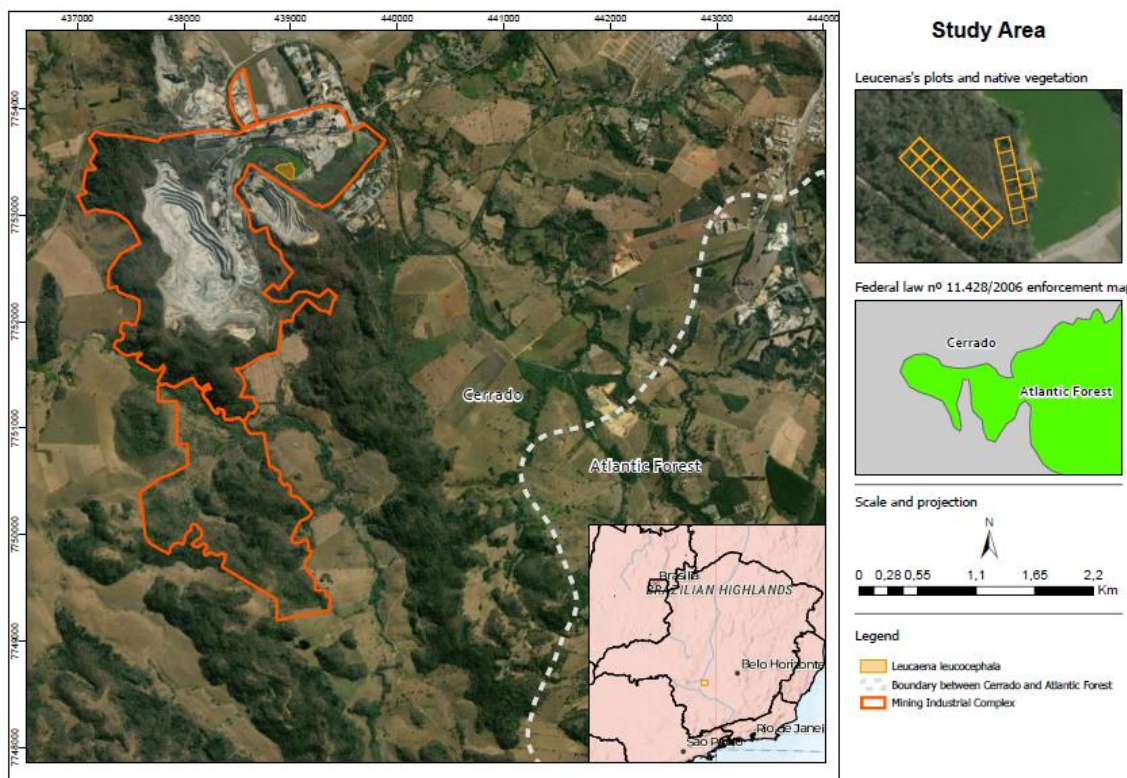 437000 438000 439000 440000 441000 442000 443000 444000
7754000
7753000
7752000
7751000
7750000
7749000
7748000
Cerrado
Atlantic Forest
Brasília
BRAZILIAN HIGHLANDS
Belo Horizonte
Rio de Janei
São Paulo
Study Area
Leucenas's plots and native vegetation
Federal law nº 11.428/2006 enforcement map
Cerrado
Atlantic Forest
Scale and projection
N
0 0,28 0,55 1,1 1,65 2,2
Km
Legend
Leucaena leucocephala
Boundary between Cerrado and Atlantic Forest
Mining Industrial Complex